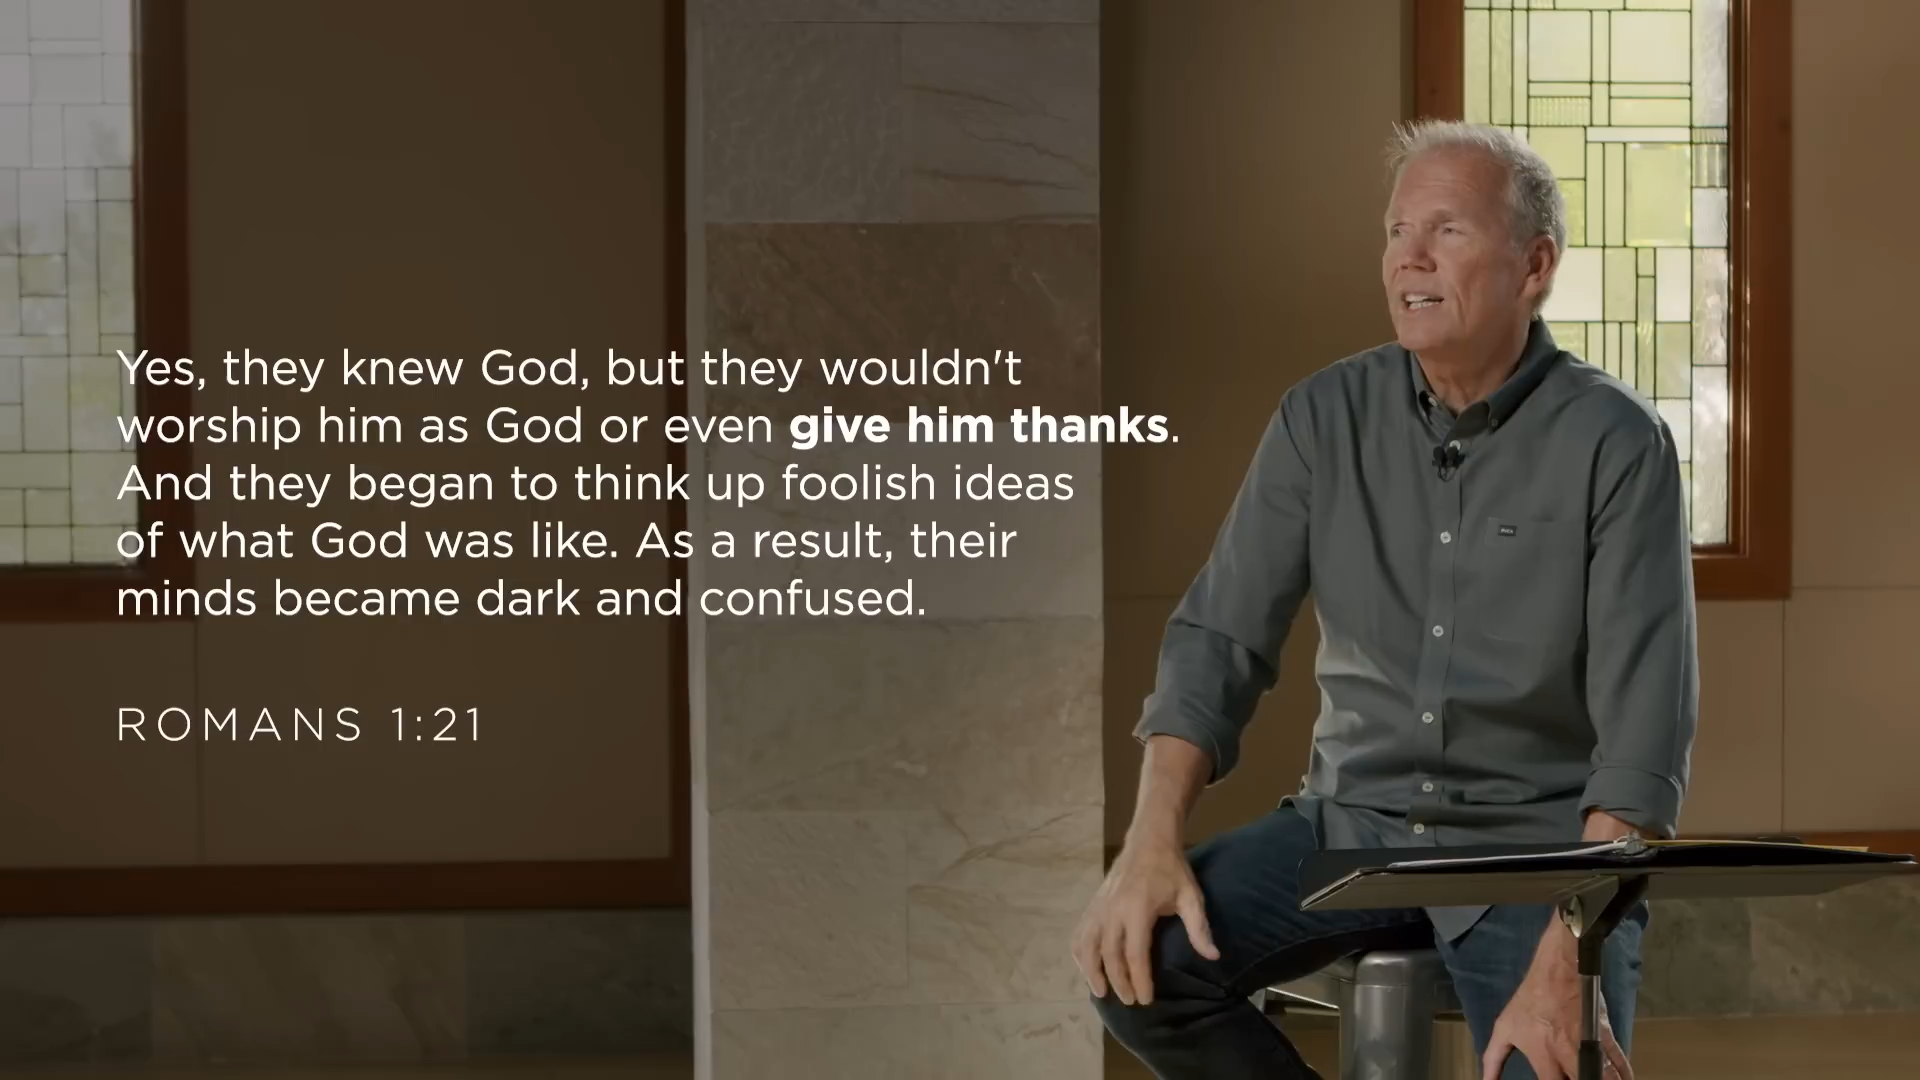 Yes, they knew God, but they wouldn't
worship him as God or even give him thanks.
And they began to think up foolish ideas
of what God was like. As a result, their
minds became dark and confused.
ROMANS 1:21